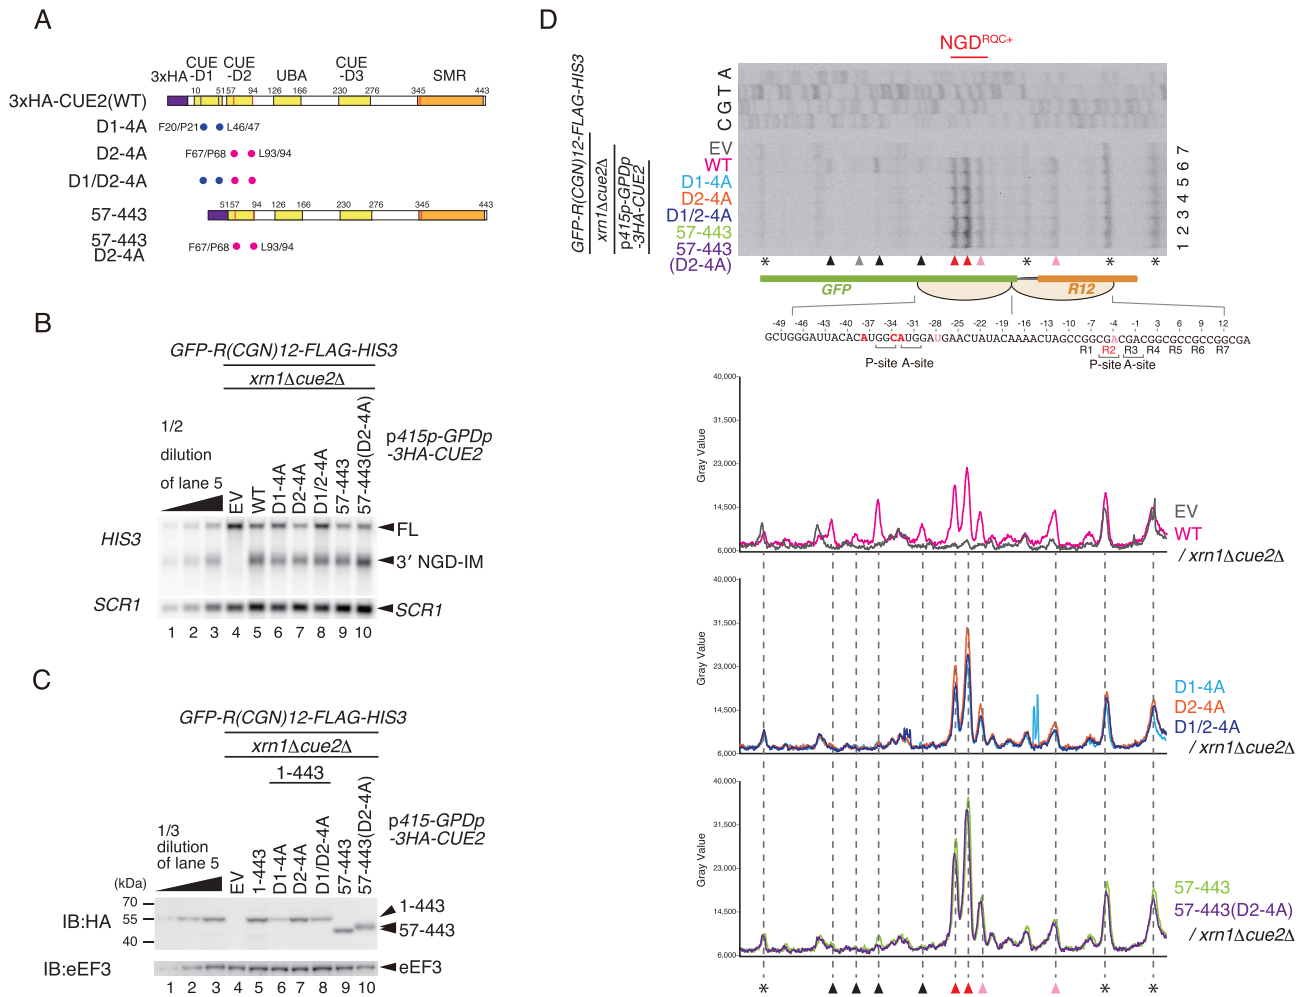 A
CUE CUE CUE
3xHA -D1 -D2 UBA -D3 SMR
10 51 57 94 126 166 230 276 345 443
3xHA-CUE2(WT)
D1-4A F20/P21 L46/47
D2-4A F67/P68 L93/94
D1/D2-4A
57-443 51 57 94 126 166 230 276 345 443
57-443
D2-4A F67/P68 L93/94
B
GFP-R(CGN)12-FLAG-HIS3
xrn1Δcue2Δ
1/2
dilution
of lane 5
EV
WT
D1-4A
D2-4A
D1/2-4A
57-443
57-443(D2-4A)
p415p-GPDp
-3HA-CUE2
HIS3
FL
3′ NGD-IM
SCR1
SCR1
1 2 3 4 5 6 7 8 9 10
C
GFP-R(CGN)12-FLAG-HIS3
xrn1Δcue2Δ
1-443
1/3
dilution
of lane 5
EV
1-443
D1-4A
D2-4A
D1/D2-4A
57-443
57-443(D2-4A)
p415-GPDp
-3HA-CUE2
(kDa)
70
55
40
IB:HA
1-443
57-443
IB:eEF3
eEF3
1 2 3 4 5 6 7 8 9 10
D
NGDRQC+
GFP-R(CGN)12-FLAG-HIS3
xrn1Δcue2Δ
p415p-GPDp
-3HA-CUE2
C G T A
EV
WT
D1-4A
D2-4A
D1/2-4A
57-443
57-443
(D2-4A)
1 2 3 4 5 6 7
* * * *
GFP R12
-49 -46 -43 -40 -37 -34 -31 -28 -25 -22 -19 -16 -13 -10 -7 -4 -1 3 6 9 12
GCUGGGAUUACACAUGGCAUGGAUGAACUAUACAAAACUAGCCGGCGACGACGGCGCCGCCGGCGA
R1 R2 R3 R4 R5 R6 R7
P-site A-site P-site A-site
40,000
31,500
23,000
14,500
6,000
Gray Value
EV
WT
/ xrn1Δcue2Δ
40,000
31,500
23,000
14,500
6,000
Gray Value
D1-4A
D2-4A
D1/2-4A
/ xrn1Δcue2Δ
40,000
31,500
23,000
14,500
6,000
Gray Value
57-443
57-443(D2-4A)
/ xrn1Δcue2Δ
* * *